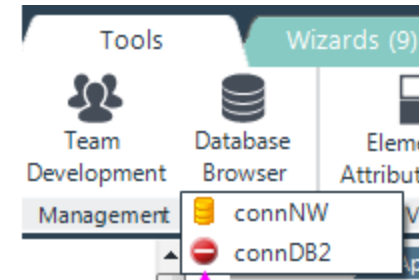 Tools
Wizards (9)
Team
Development
Database
Browser
Management
connNW
connDB2